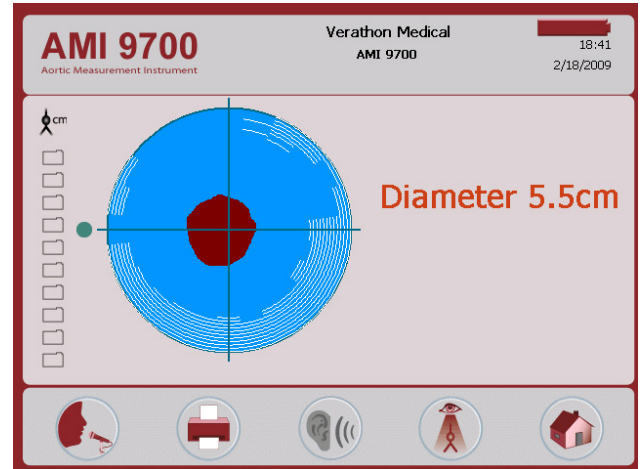 AMI 9700
Aortic Measurement Instrument
Verathon Medical
AMI 9700
18:41
2/18/2009
cm
Diameter 5.5cm